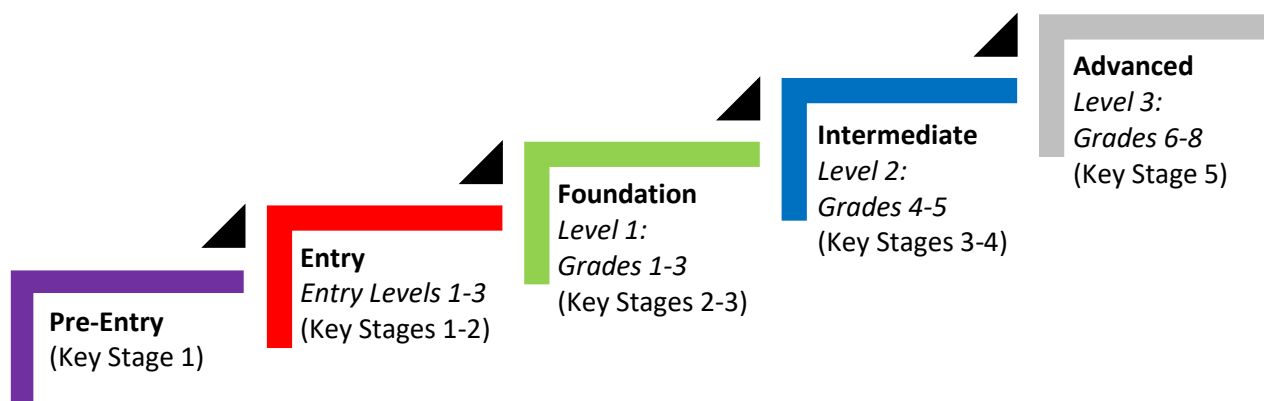 Pre-Entry
(Key Stage 1)
Entry
Entry Levels 1-3
(Key Stages 1-2)
Foundation
Level 1:
Grades 1-3
(Key Stages 2-3)
Intermediate
Level 2:
Grades 4-5
(Key Stages 3-4)
Advanced
Level 3:
Grades 6-8
(Key Stage 5)